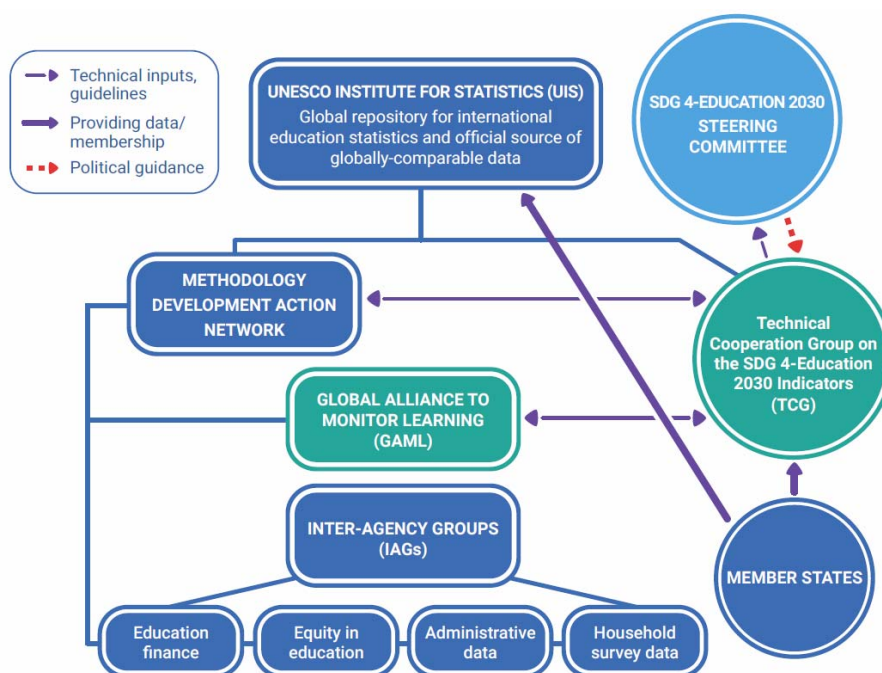 Technical inputs,
guidelines
Providing data/
membership
Political guidance
UNESCO INSTITUTE FOR STATISTICS (UIS)
Global repository for international
education statistics and official source of
globally-comparable data
SDG 4-EDUCATION 2030
STEERING
COMMITTEE
METHODOLOGY
DEVELOPMENT ACTION
NETWORK
Technical
Cooperation Group on
the SDG 4-Education
2030 Indicators
(TCG)
GLOBAL ALLIANCE TO
MONITOR LEARNING
(GAML)
INTER-AGENCY GROUPS
(IAGs)
MEMBER STATES
Education
finance
Equity in
education
Administrative
data
Household
survey data